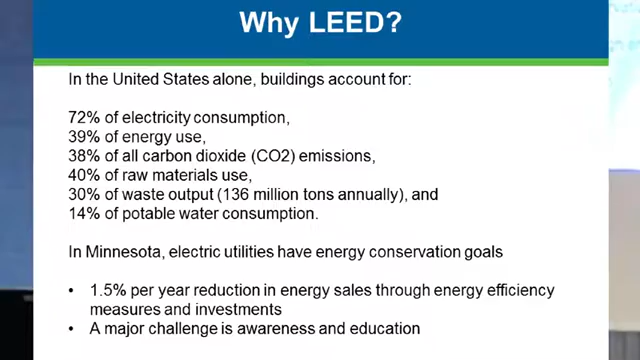 Why LEED?
In the United States alone, buildings account for:
72% of electricity consumption,
39% of energy use,
38% of all carbon dioxide (CO2) emissions,
40% of raw materials use,
30% of waste output (136 million tons annually), and
14% of potable water consumption.
In Minnesota, electric utilities have energy conservation goals
• 1.5% per year reduction in energy sales through energy efficiency
measures and investments
• A major challenge is awareness and education